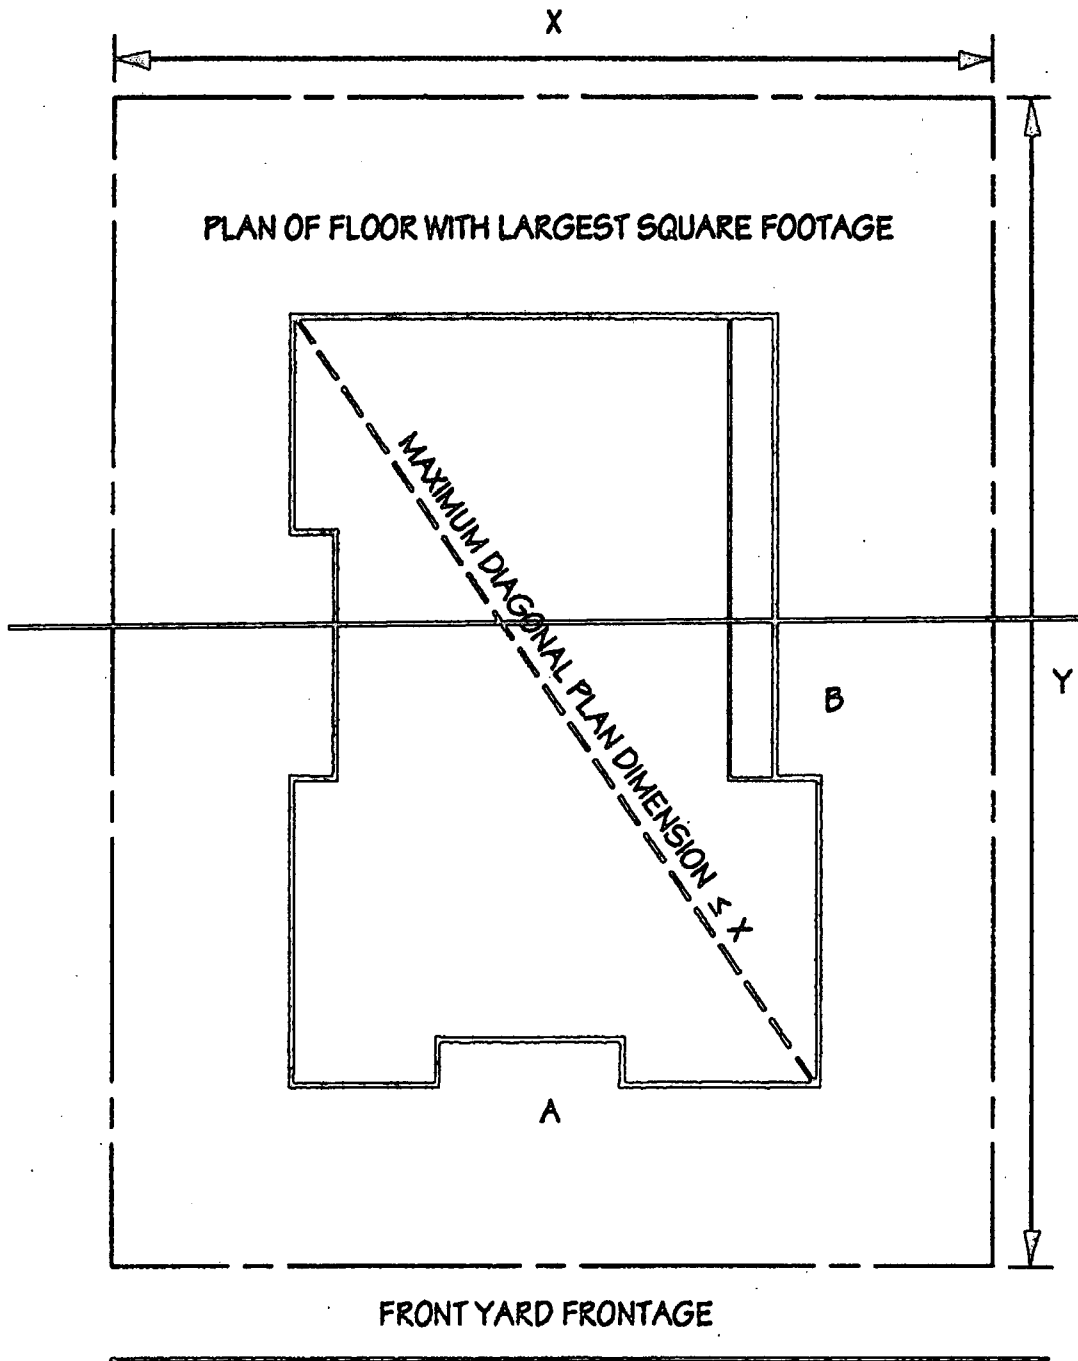 X
PLAN OF FLOOR WITH LARGEST SQUARE FOOTAGE
MAXIMUM DIAGONAL PLAN DIMENSION ≤ X
B
Y
A
FRONT YARD FRONTAGE